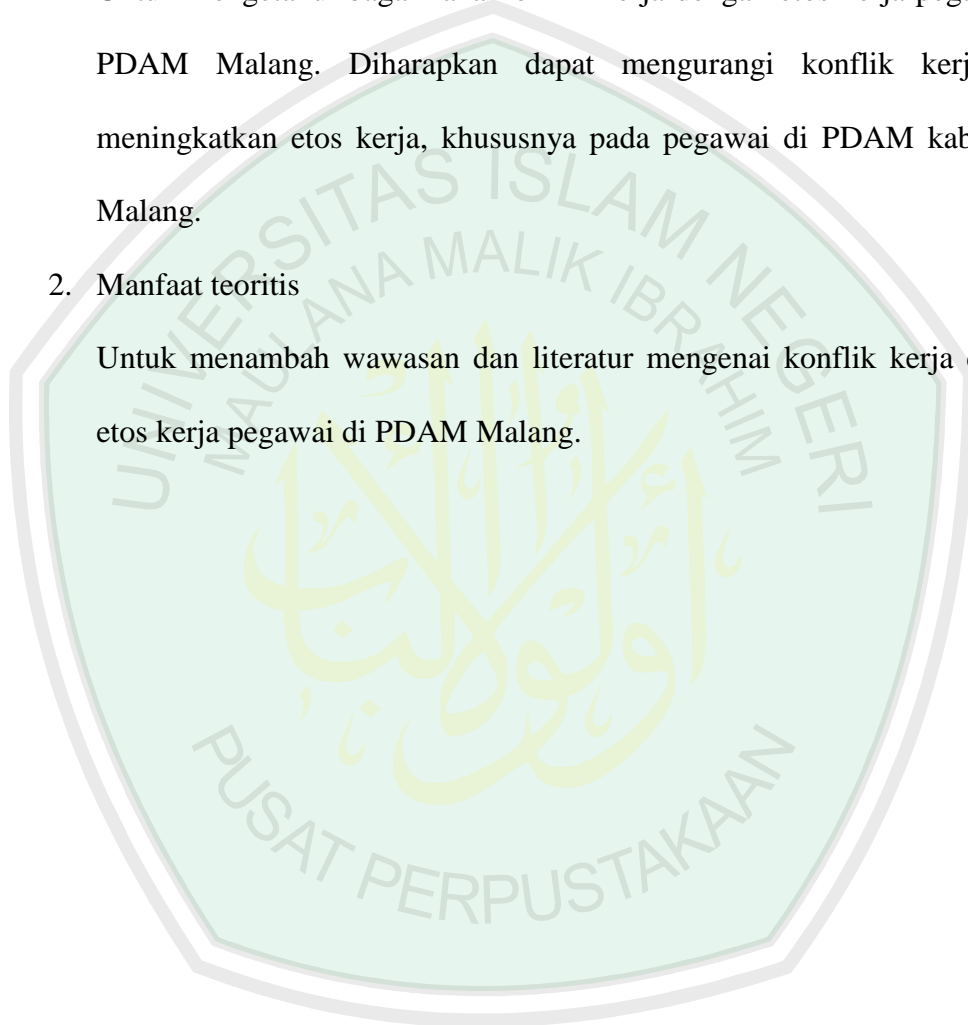 PDAM Malang. Diharapkan dapat mengurangi konflik
meningkatkan etos kerja, khususnya pada pegawai di PDAM
Malang.
2. Manfaat teoritis
Untuk menambah wawasan dan literatur mengenai konflik kerja
etos kerja pegawai di PDAM Malang.
UNIVERSITAS ISLAM NEGERI
MAULANA MALIK IBRAHIM
PUSAT PERPUSTAKAAN